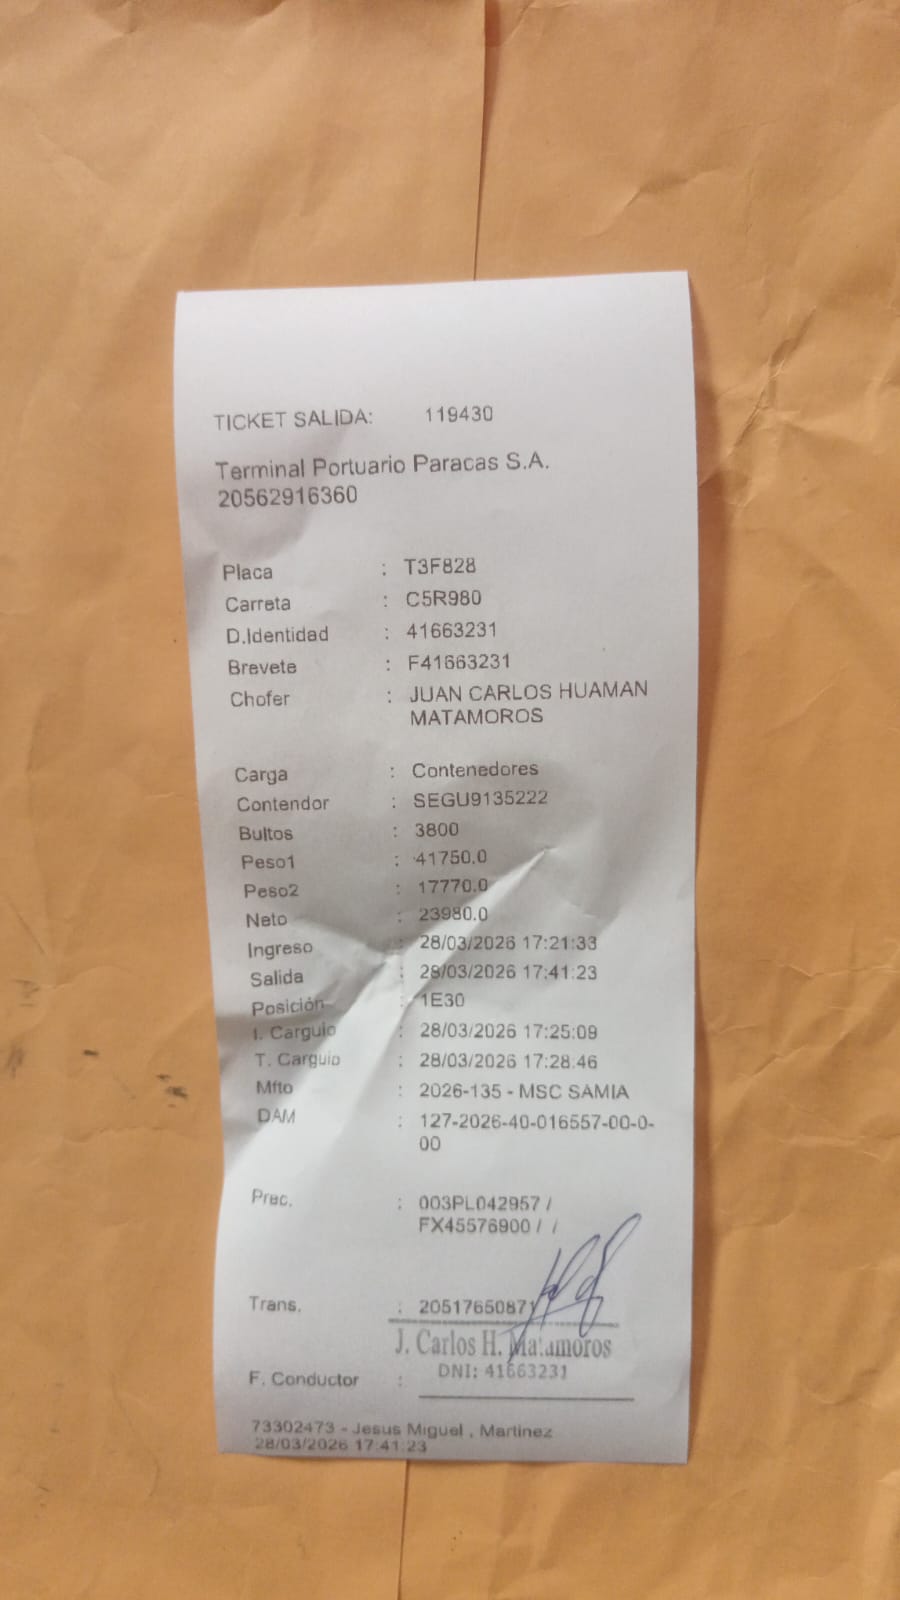 TICKET SALIDA: 119430
Terminal Portuario Paracas S.A.
20562916360
Placa : T3F828
Carreta : C5R980
D.Identidad : 41663231
Brevete : F41663231
Chofer : JUAN CARLOS HUAMAN
MATAMOROS
Carga : Contenedores
Contendor : SEGU9135222
Bultos : 3800
Peso1 : 41750.0
Peso2 : 17770.0
Neto : 23980.0
Ingreso : 28/03/2026 17:21:33
Salida : 28/03/2026 17:41:23
Posición : 1E30
I. Carguio : 28/03/2026 17:25:09
T. Carguio : 28/03/2026 17:28:46
Mfto : 2026-135 - MSC SAMIA
DAM : 127-2026-40-016557-00-0-
00
Prec. : 003PL042957 /
FX45576900 / /
Trans. : 20517650871
J. Carlos H. Matamoros
DNI: 41663231
F. Conductor :
73302473 - Jesus Miguel , Martinez
28/03/2026 17:41:23